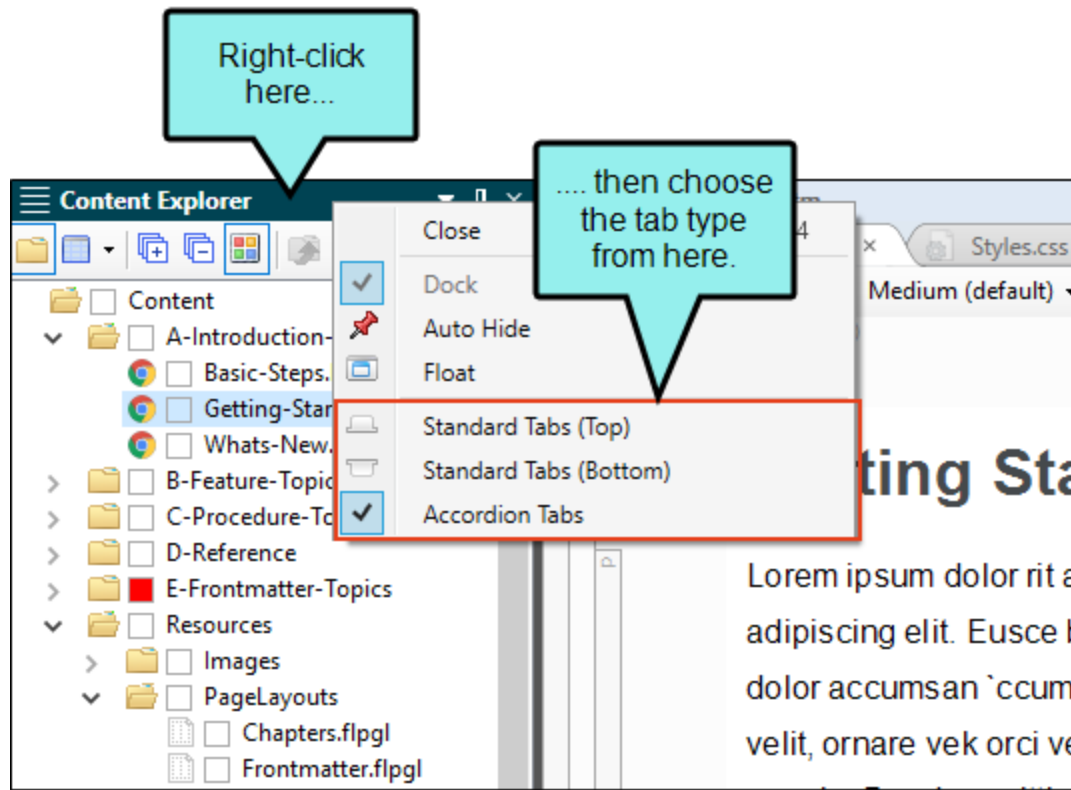 Right-click
here...
.... then choose
the tab type
from here.
Content Explorer
Close
4
Styles.css
Dock
Medium (default)
Content
Auto Hide
A-Introduction-
Basic-Steps.
Float
Getting-Star
Standard Tabs (Top)
Whats-New.
Standard Tabs (Bottom)
ting Sta
B-Feature-Topic
C-Procedure-To
Accordion Tabs
D-Reference
E-Frontmatter-Topics
Lorem ipsum dolor rit a
Resources
adipiscing elit. Eusce b
Images
PageLayouts
dolor accumsan `ccum
Chapters.flpgl
velit, ornare vek orci ve
Frontmatter.flpgl